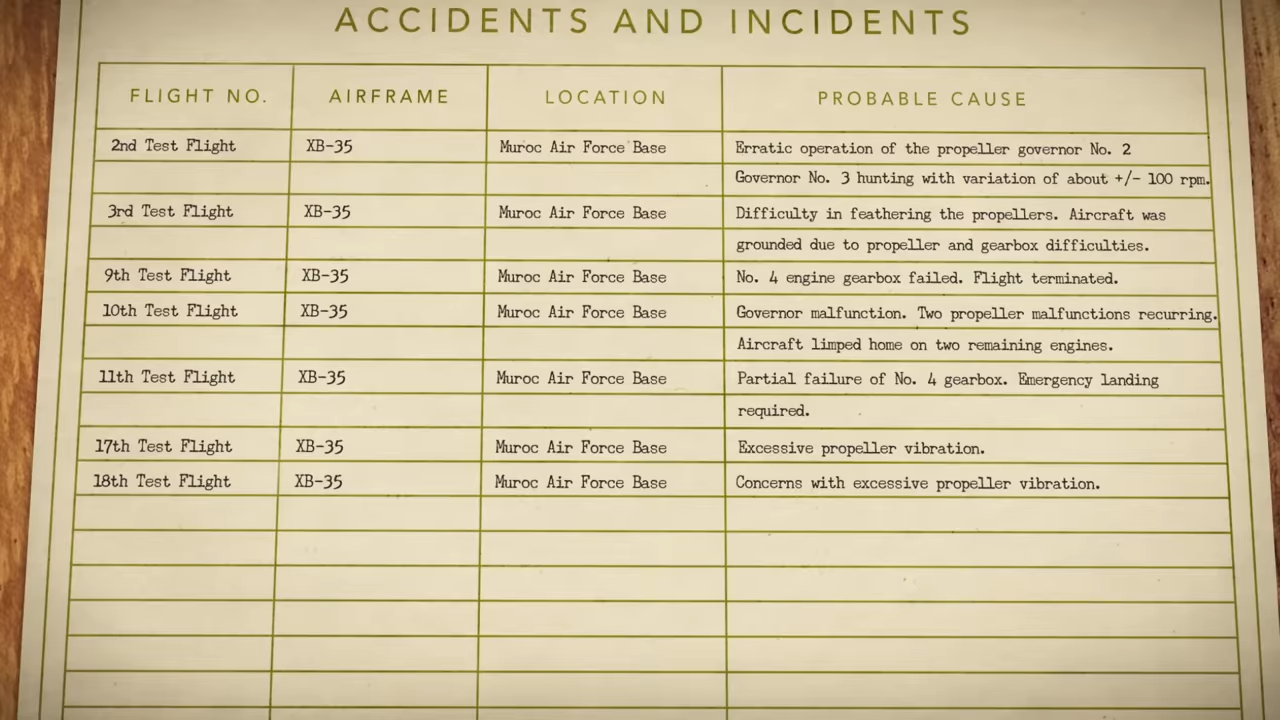 ACCIDENTS AND INCIDENTS
FLIGHT NO. AIRFRAME LOCATION PROBABLE CAUSE
2nd Test Flight XB-35 Muroc Air Force Base Erratic operation of the propeller governor No. 2
Governor No. 3 hunting with variation of about +/- 100 rpm.
3rd Test Flight XB-35 Muroc Air Force Base Difficulty in feathering the propellers. Aircraft was
grounded due to propeller and gearbox difficulties.
9th Test Flight XB-35 Muroc Air Force Base No. 4 engine gearbox failed. Flight terminated.
10th Test Flight XB-35 Muroc Air Force Base Governor malfunction. Two propeller malfunctions recurring.
Aircraft limped home on two remaining engines.
11th Test Flight XB-35 Muroc Air Force Base Partial failure of No. 4 gearbox. Emergency landing
required.
17th Test Flight XB-35 Muroc Air Force Base Excessive propeller vibration.
18th Test Flight XB-35 Muroc Air Force Base Concerns with excessive propeller vibration.